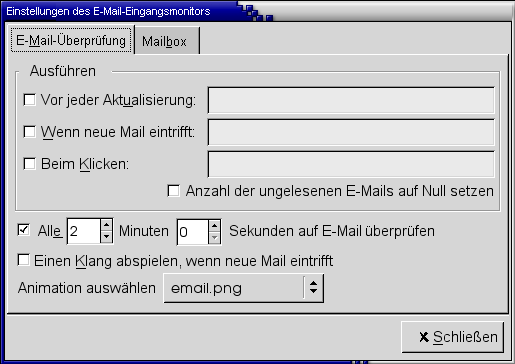 Einstellungen des E-Mail-Eingangsmonitors
E-Mail-Überprüfung
Mailbox
Ausführen
Vor jeder Aktualisierung:
Wenn neue Mail eintrifft:
Beim Klicken:
Anzahl der ungelesenen E-Mails auf Null setzen
Alle 2 Minuten 0 Sekunden auf E-Mail überprüfen
Einen Klang abspielen, wenn neue Mail eintrifft
Animation auswählen email.png
Schließen